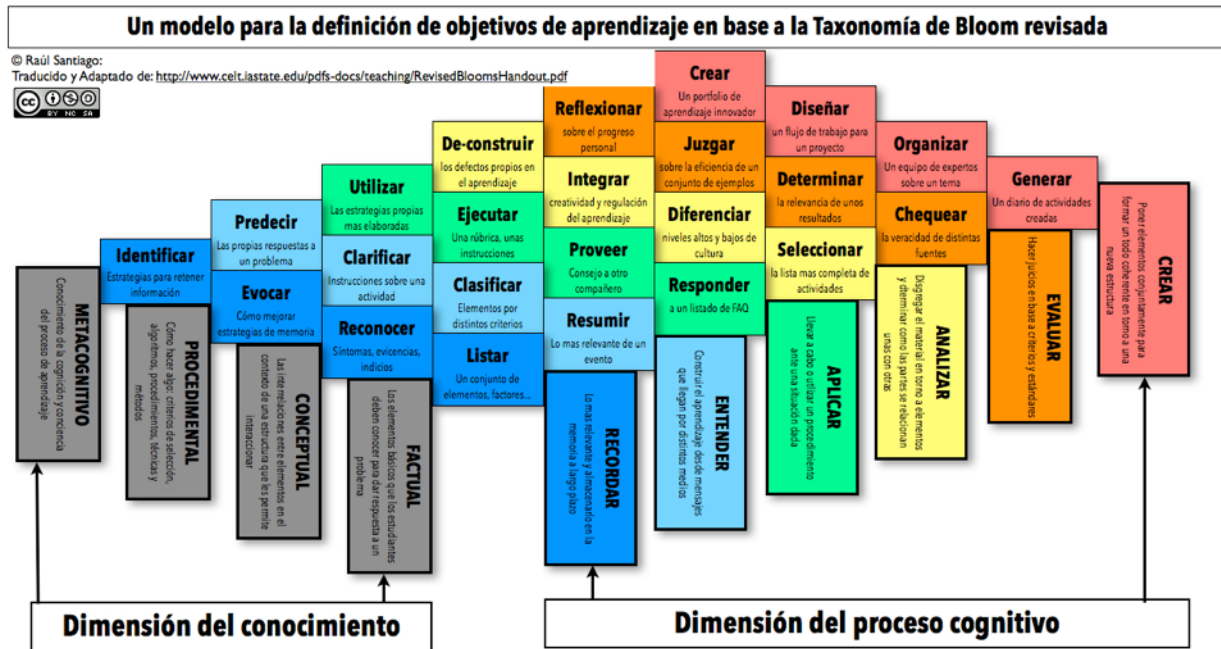 Un modelo para la definición de objetivos de aprendizaje en base a la Taxonomía de Bloom revisada
© Raúl Santiago:
Traducido y Adaptado de: http://www.celt.iastate.edu/pdfs-docs/teaching/RevisedBloomsHandout.pdf
cc
BY NC SA
Crear
Un portfolio de
aprendizaje innovador
Reflexionar
sobre el progreso
personal
Diseñar
un flujo de trabajo para
un proyecto
De-construir
los defectos propios en
el aprendizaje
Juzgar
sobre la eficiencia de un
conjunto de ejemplos
Organizar
Un equipo de expertos
sobre un tema
Utilizar
Las estrategias propias
mas elaboradas
Integrar
creatividad y regulación
del aprendizaje
Determinar
la relevancia de unos
resultados
Generar
Un diario de actividades
creadas
Predecir
Las propias respuestas a
un problema
Ejecutar
Una rúbrica, unas
instrucciones
Diferenciar
niveles altos y bajos de
cultura
Chequear
la veracidad de distintas
fuentes
Identificar
Estrategias para retener
información
Clarificar
Instrucciones sobre una
actividad
Proveer
Consejo a otro
compañero
Seleccionar
la lista mas completa de
actividades
Evocar
Cómo mejorar
estrategias de memoria
Clasificar
Elementos por
distintos criterios
Responder
a un listado de FAQ
Reconocer
Síntomas, evicencias,
indicios
Resumir
Lo mas relevante de un
evento
Listar
Un conjunto de
elementos, factores...
METACOGNITIVO
Conocimiento de la cognición y conciencia
del proceso de aprendizaje
PROCEDIMENTAL
Cómo hacer algo: criterios de selección,
algoritmos, procedimientos, técnicas y
métodos
CONCEPTUAL
Las interrelaciones entre elementos en el
contexto de una estructura que les permite
interaccionar
FACTUAL
Los elementos básicos que los estudiantes
deben conocer para dar respuesta a un
problema
RECORDAR
Lo mas relevante y almacenarlo en la
memoria a largo plazo
ENTENDER
Construir el aprendizaje desde mensajes
que llegan por distintos medios
APLICAR
Llevar a cabo o utilizar un procedimiento
ante una situación dada
ANALIZAR
Disgregar el material en torno a elementos
y dterminar como las partes se relacionan
unas con otras
EVALUAR
Hacer juicios en base a criterios y estándares
CREAR
Poner elementos conjuntamente para
formar un todo coherente en torno a una
nueva estructura
Dimensión del conocimiento
Dimensión del proceso cognitivo